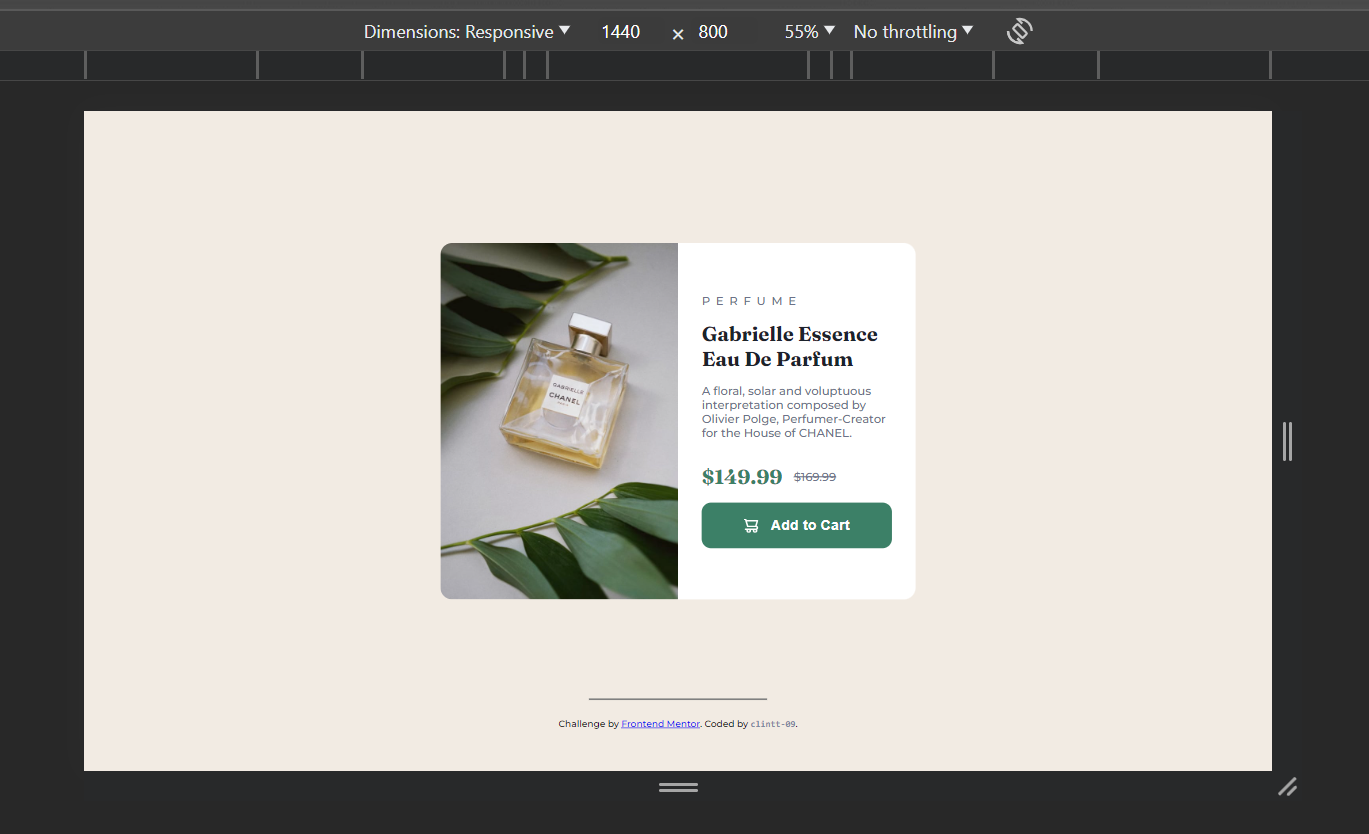 Dimensions: Responsive 1440 × 800 55% No throttling
GABRIELLE
CHANEL
PERFUME
Gabrielle Essence
Eau De Parfum
A floral, solar and voluptuous
interpretation composed by
Olivier Polge, Perfumer-Creator
for the House of CHANEL.
$149.99 $169.99
Add to Cart
Challenge by Frontend Mentor. Coded by clintt-09.